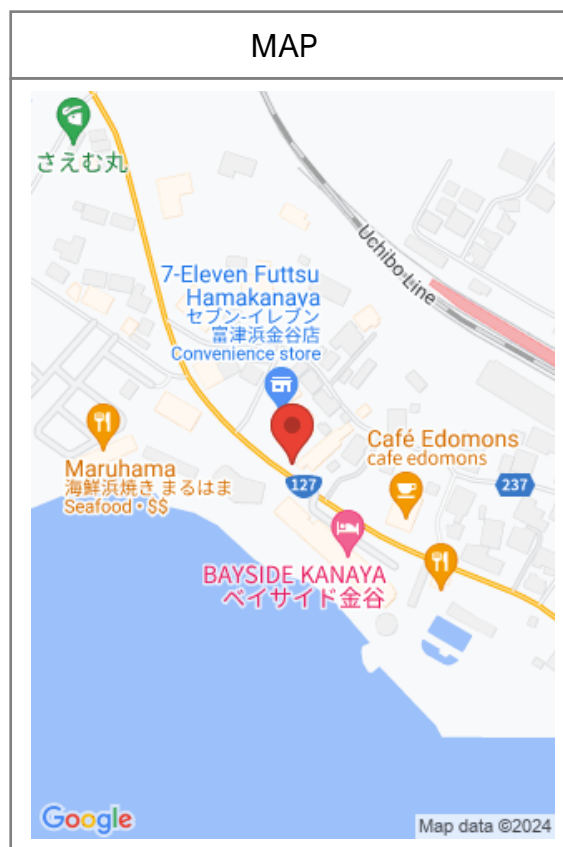 MAP
さえむ丸
Uchibo Line
7-Eleven Futtsu
Hamakanaya
セブン-イレブン
富津浜金谷店
Convenience store
Café Edomons
cafe edomons
Maruhama
海鮮浜焼き まるはま
Seafood • $$
127
237
BAYSIDE KANAYA
ベイサイド金谷
Google
Map data ©2024